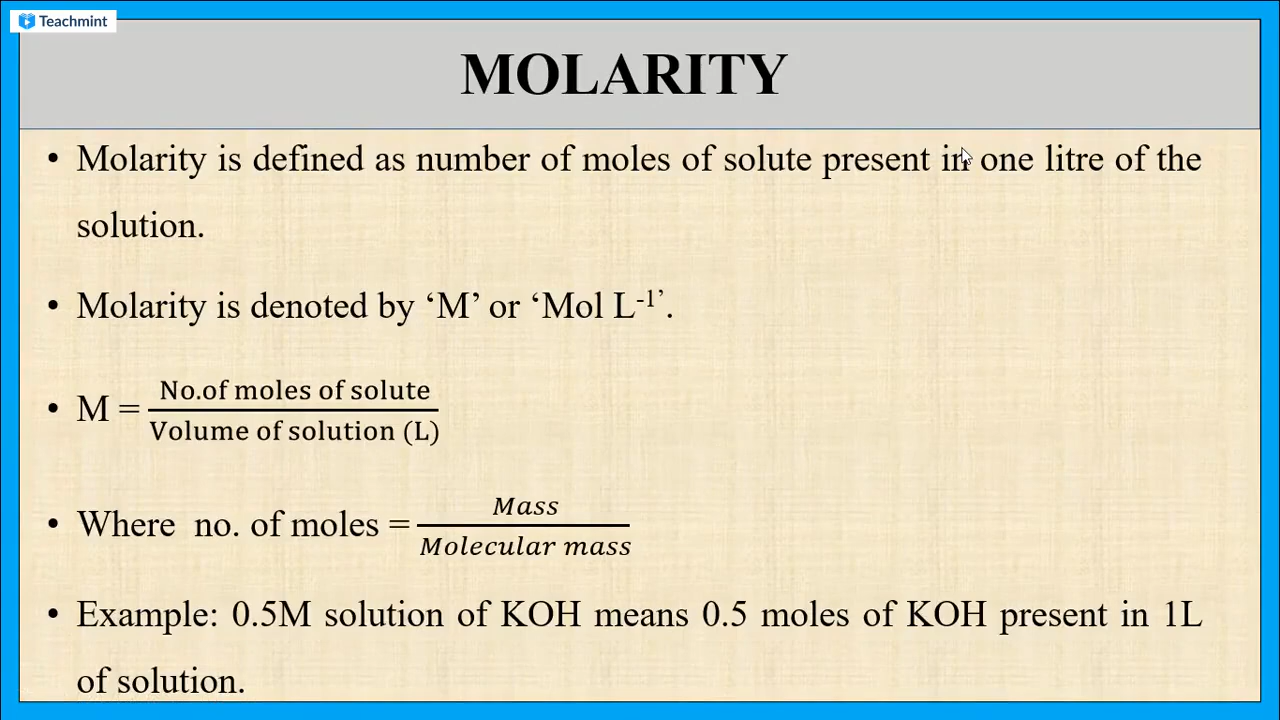 Teachmint
MOLARITY
• Molarity is defined as number of moles of solute present in one litre of the
solution.
• Molarity is denoted by ‘M’ or ‘Mol L⁻¹’.
• M = No.of moles of solute
Volume of solution (L)
• Where no. of moles = Mass
Molecular mass
• Example: 0.5M solution of KOH means 0.5 moles of KOH present in 1L
of solution.